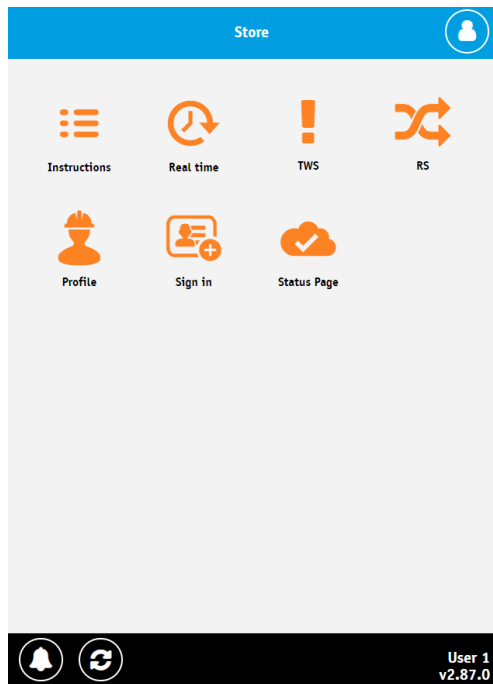 Store
Instructions
Real time
TWS
RS
Profile
Sign in
Status Page
User 1
v2.87.0